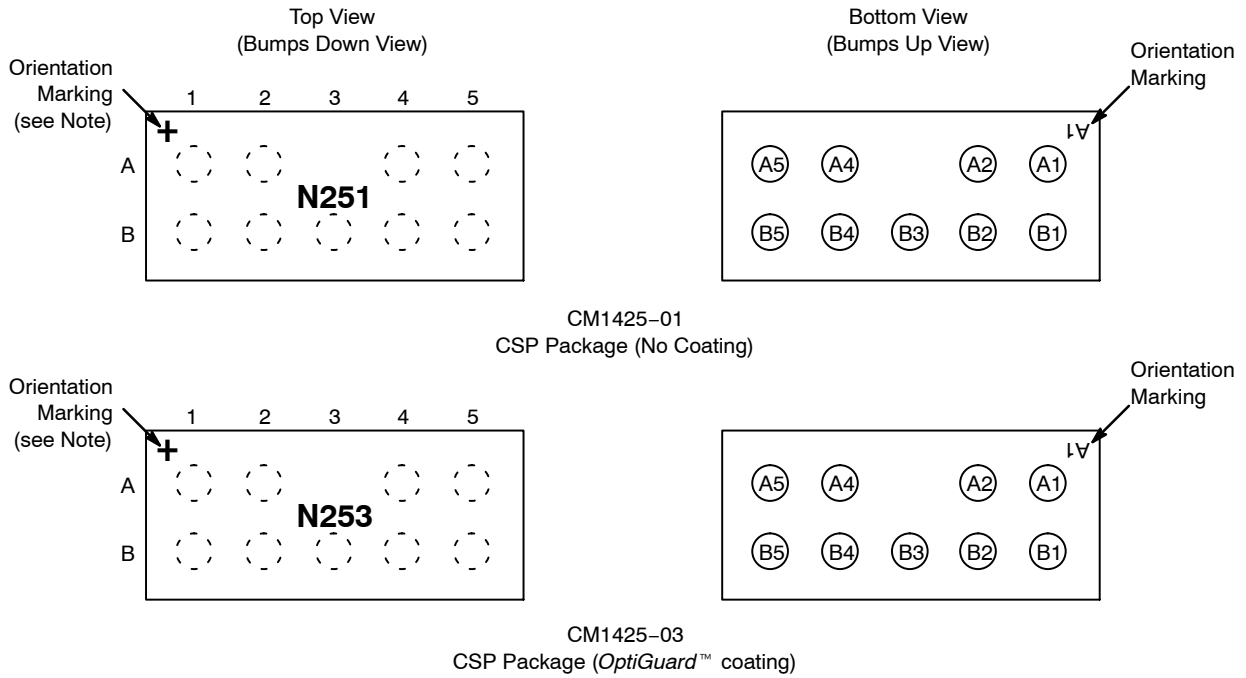 Top View
(Bumps Down View)
Bottom View
(Bumps Up View)
Orientation
Marking
(see Note)
Orientation
Marking
1 2 3 4 5
+
A1
A
N251
B
A5 A4 A2 A1
B5 B4 B3 B2 B1
CM1425−01
CSP Package (No Coating)
Orientation
Marking
(see Note)
Orientation
Marking
1 2 3 4 5
+
A1
A
N253
B
A5 A4 A2 A1
B5 B4 B3 B2 B1
CM1425−03
CSP Package (OptiGuard™ coating)